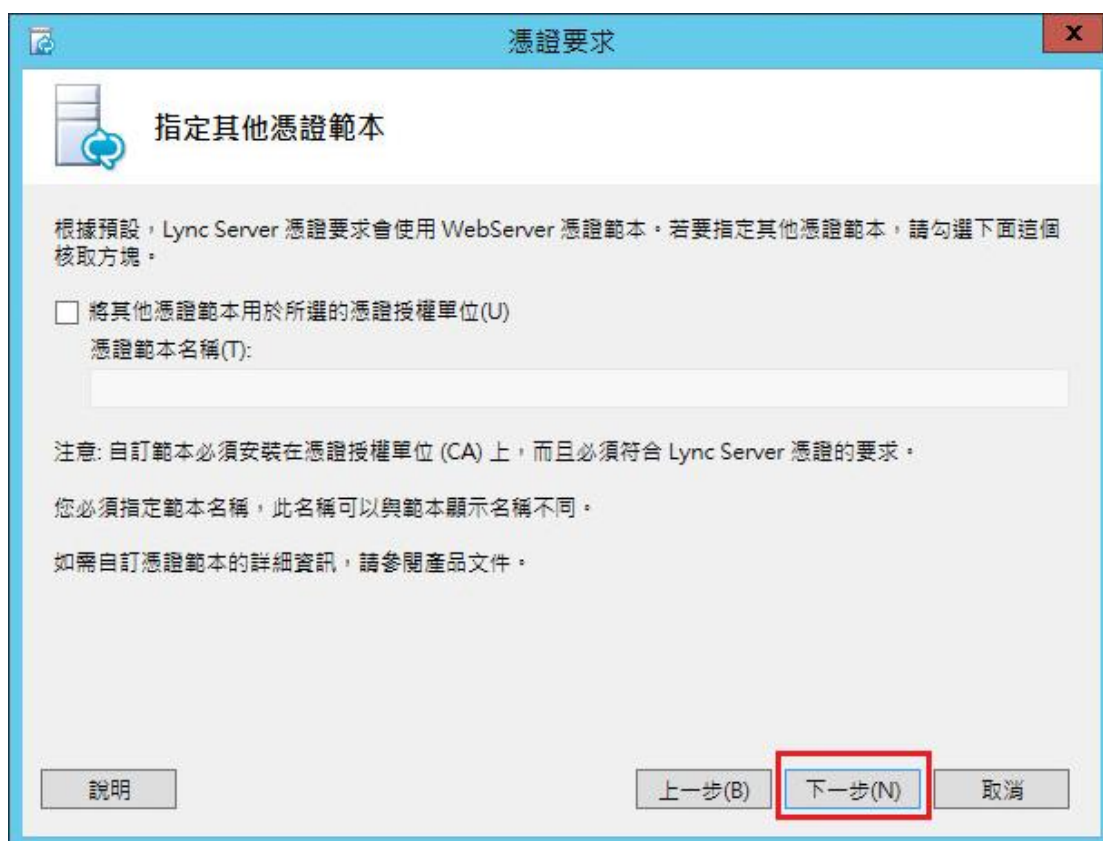 憑證要求
X
指定其他憑證範本
根據預設，Lync Server 憑證要求會使用 WebServer 憑證範本。若要指定其他憑證範本，請勾選下面這個
核取方塊。
將其他憑證範本用於所選的憑證授權單位(U)
憑證範本名稱(T):
注意: 自訂範本必須安裝在憑證授權單位 (CA) 上，而且必須符合 Lync Server 憑證的要求。
您必須指定範本名稱，此名稱可以與範本顯示名稱不同。
如需自訂憑證範本的詳細資訊，請參閱產品文件。
說明 上一步(B) 下一步(N) 取消